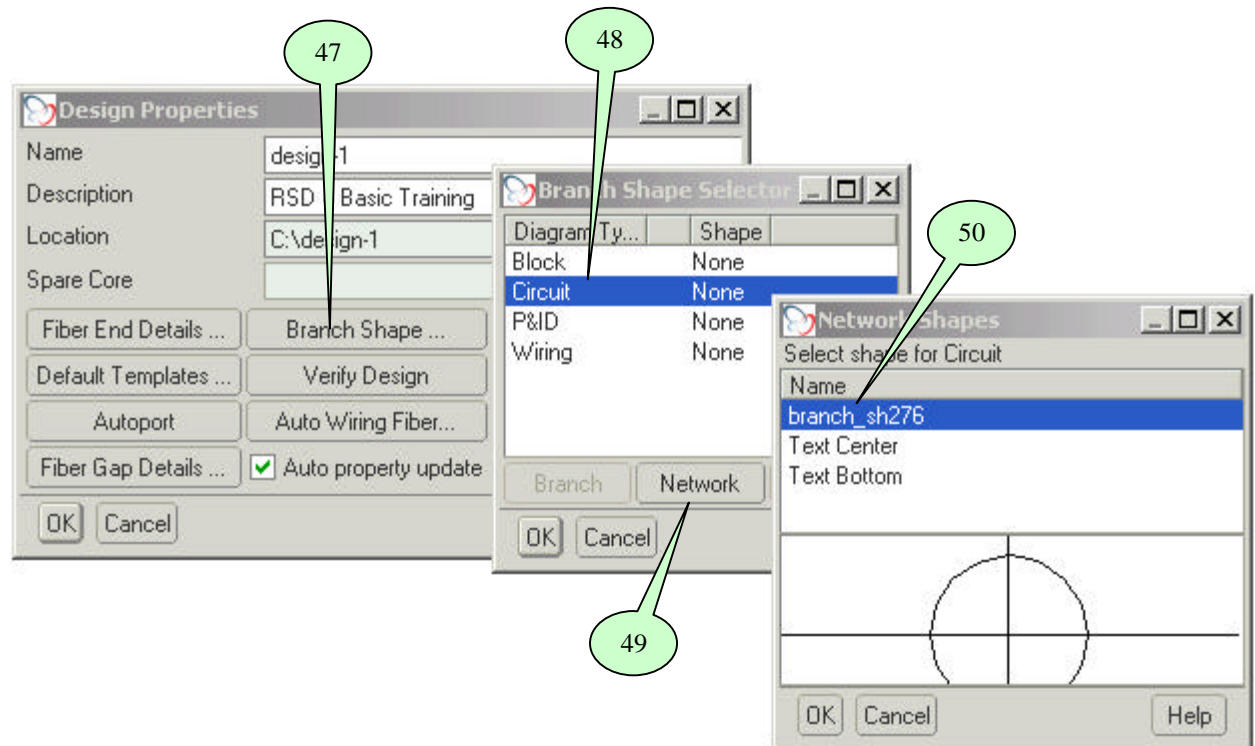 47
48
Design Properties
Name
design-1
Description
RSD Basic Training
Location
C:\design-1
Spare Core
Fiber End Details ...
Branch Shape ...
Default Templates ...
Verify Design
Autoport
Auto Wiring Fiber...
Fiber Gap Details ...
Auto property update
OK
Cancel
Branch Shape Selector
Diagram Ty...
Shape
Block
None
Circuit
None
P&ID
None
Wiring
None
Branch
Network
OK
Cancel
49
50
Network Shapes
Select shape for Circuit
Name
branch_sh276
Text Center
Text Bottom
OK
Cancel
Help